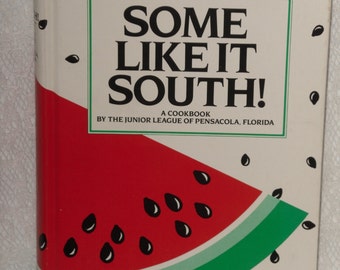 SOME
LIKE IT
SOUTH!
A COOKBOOK
BY THE JUNIOR LEAGUE OF PENSACOLA, FLORIDA